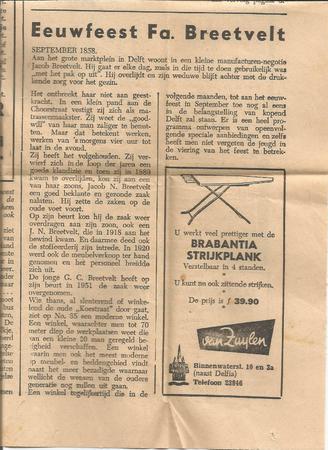 Eeuwfeest Fa. Breetvelt
SEPTEMBER 1858.
Aan het grote marktplein in Delft woont in een kleine manufacturen-negotie
Jacob Breetvelt. Hij gaat er elke dag, zoals in die tijd te doen gebruikelijk was
„met het pak op uit". Hij overlijdt en zijn weduwe blijft achter met de druk-
kende zorg voor het gezin.
Het ontbreekt haar niet aan geest-
kracht. In een klein pand aan de
Choorstraat vestigt zij zich als ma-
trassenmaakster. Zij weet de „good-
will" van haar man zaliger te benut-
ten. Maar dat betekent werken,
werken van 's morgens vier uur tot
laat in de avond.
Zij heeft het volgehouden. Zij ver-
wierf zich in de loop der jaren een
goede klandizie en toen zij in 1889
kwam te overlijden, kon zij aan een
van haar zoons, Jacob N. Breetvelt
een goed beklante en gezonde zaak
nalaten. Hij zette de zaken op de
oude voet voort.
Op zijn beurt kon hij de zaak weer
overdragen aan zijn zoon, ook een
J. N. Breetvelt, die in 1918 aan het
bewind kwam. En daarmee deed ook
de stoffeerderij zijn intrede. In 1920
werd ook de meubelverkoop ter hand
genomen en het personeel breidde
zich uit.
De jonge G. C. Breetvelt heeft op
zijn beurt in 1951 de zaak weer
overgenomen.
Wie thans, al slenterend of winke-
lend de oude „Koestraat" door gaat,
ziet op No. 35 een moderne winkel.
Een winkel, waarachter men tot 70
meter diep de werkplaatsen weet die
van een kleine 20 man geregeld be-
zigheid verschaffen. Een winkel
waarin men ook het meest moderne
op meubel- en beddengebied vindt
naast het meer bezadigde waarnaar
wellicht de wensen van de oudere
generatie nog zullen uit gaan.
Een winkel tegelijkertijd die in de
volgende maanden, tot aan het eeuw-
feest in September toe nog al eens
in de belangstelling van kopend
Delft zal staan. Er is een heel pro-
gramma ontworpen van openvol-
gende speciale aanbiedingen en zelfs
heeft men niet vergeten de jeugd in
de viering van het feest te betrek-
ken.
U werkt veel prettiger met de
BRABANTIA
STRIJKPLANK
Verstelbaar in 4 standen.
U kunt nu ook zittende strijken.
De prijs is f 39.90
van Zuylen
Binnenwatersl. 10 en 2a
(naast Delfia)
Telefoon 23946